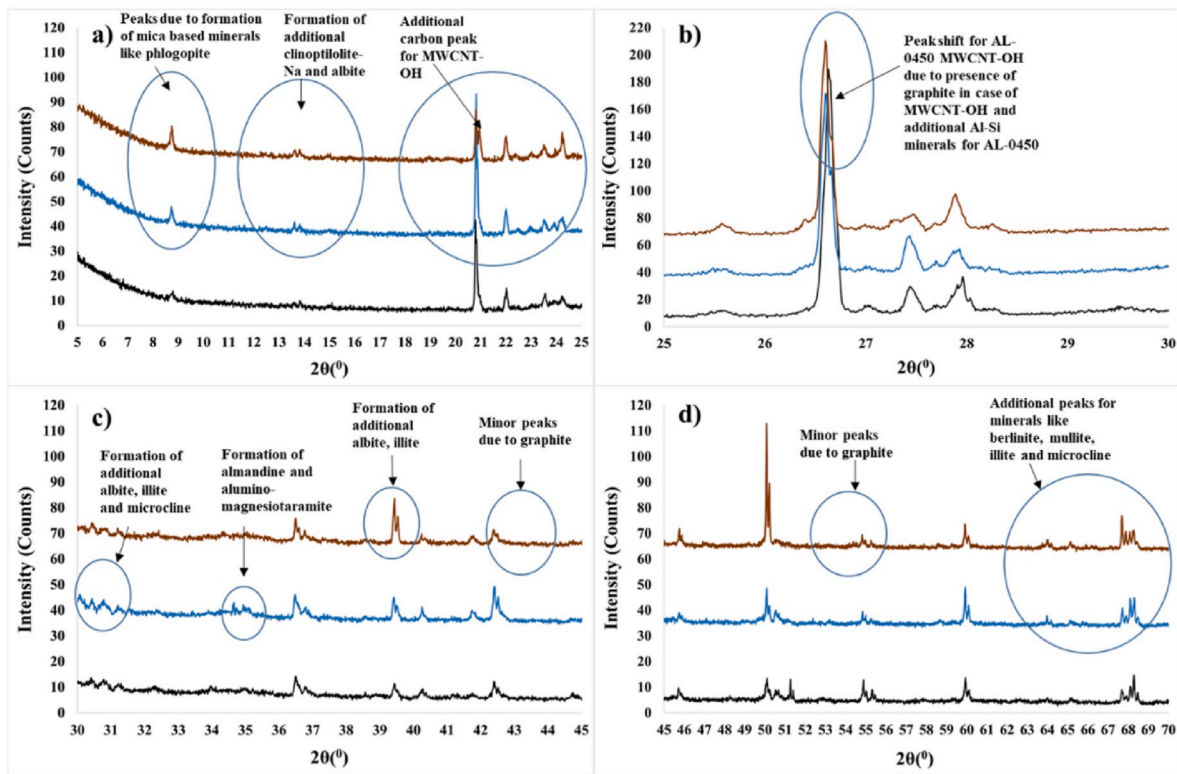 a)
Peaks due to formation
of mica based minerals
like phlogopite
Formation of
additional
clinoptilolite-
Na and albite
Additional
carbon peak
for MWCNT-
OH
Intensity (Counts)
120
110
100
90
80
70
60
50
40
30
20
10
0
5 6 7 8 9 10 11 12 13 14 15 16 17 18 19 20 21 22 23 24 25
2θ(⁰)
b)
Peak shift for AL-
0450 MWCNT-OH
due to presence of
graphite in case of
MWCNT-OH and
additional Al-Si
minerals for AL-0450
Intensity (Counts)
220
200
180
160
140
120
100
80
60
40
20
0
25 26 27 28 29 30
2θ(⁰)
c)
Formation of
additional
albite, illite
and microcline
Formation of
almandine and
alumino-
magnesiotaramite
Formation of
additional
albite, illite
Minor peaks
due to graphite
Intensity (Counts)
120
110
100
90
80
70
60
50
40
30
20
10
0
30 31 32 33 34 35 36 37 38 39 40 41 42 43 44 45
2θ(⁰)
d)
Minor peaks
due to graphite
Additional peaks for
minerals like
berlinite, mullite,
illite and microcline
Intensity (Counts)
120
110
100
90
80
70
60
50
40
30
20
10
0
45 46 47 48 49 50 51 52 53 54 55 56 57 58 59 60 61 62 63 64 65 66 67 68 69 70
2θ(⁰)